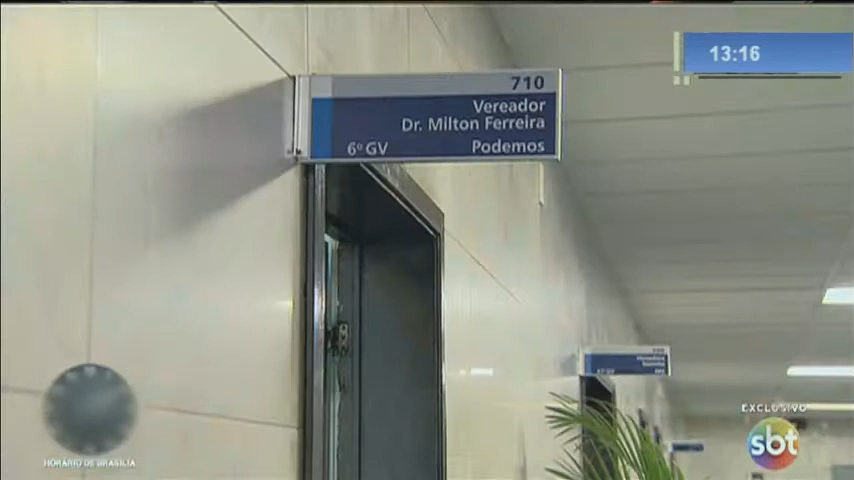 13:16
710
Vereador
Dr. Milton Ferreira
6º GV Podemos
EXCLUSIVO
sbt
HORÁRIO DE BRASÍLIA